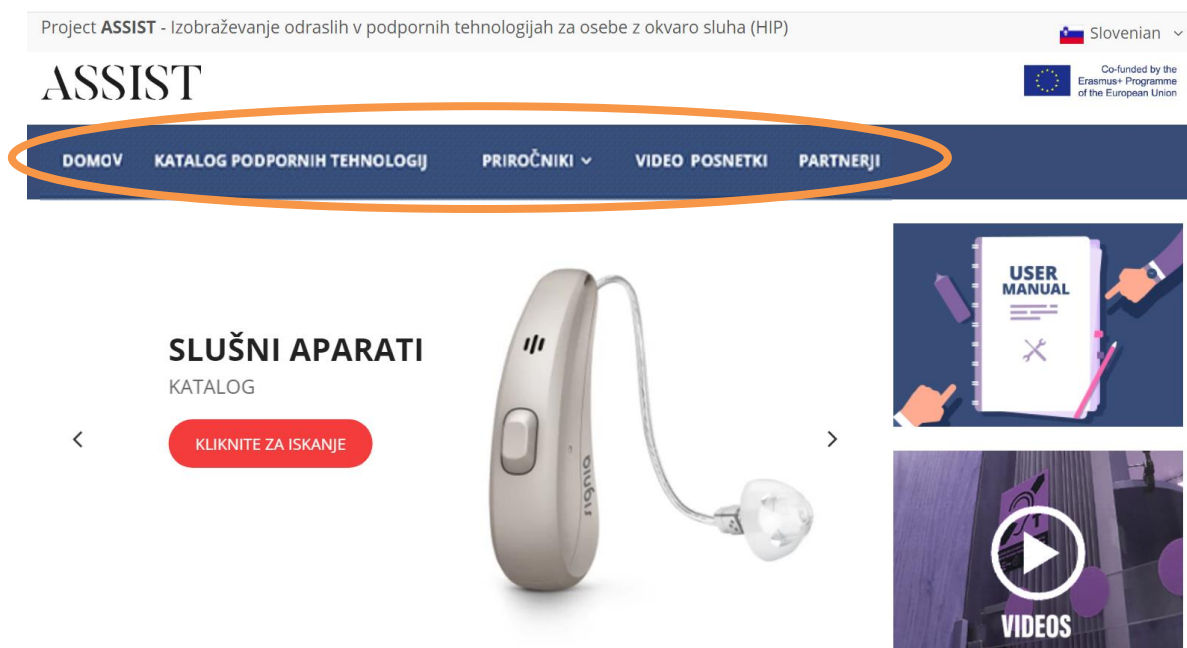 Project ASSIST - Izobraževanje odraslih v podpornih tehnologijah za osebe z okvaro sluha (HIP)
Slovenian
ASSIST
Co-funded by the
Erasmus+ Programme
of the European Union
DOMOV KATALOG PODPORNIH TEHNOLOGIJ PRIROČNIKI VIDEO POSNETKI PARTNERJI
SLUŠNI APARATI
KATALOG
KLIKNITE ZA ISKANJE
signia
USER
MANUAL
VIDEOS